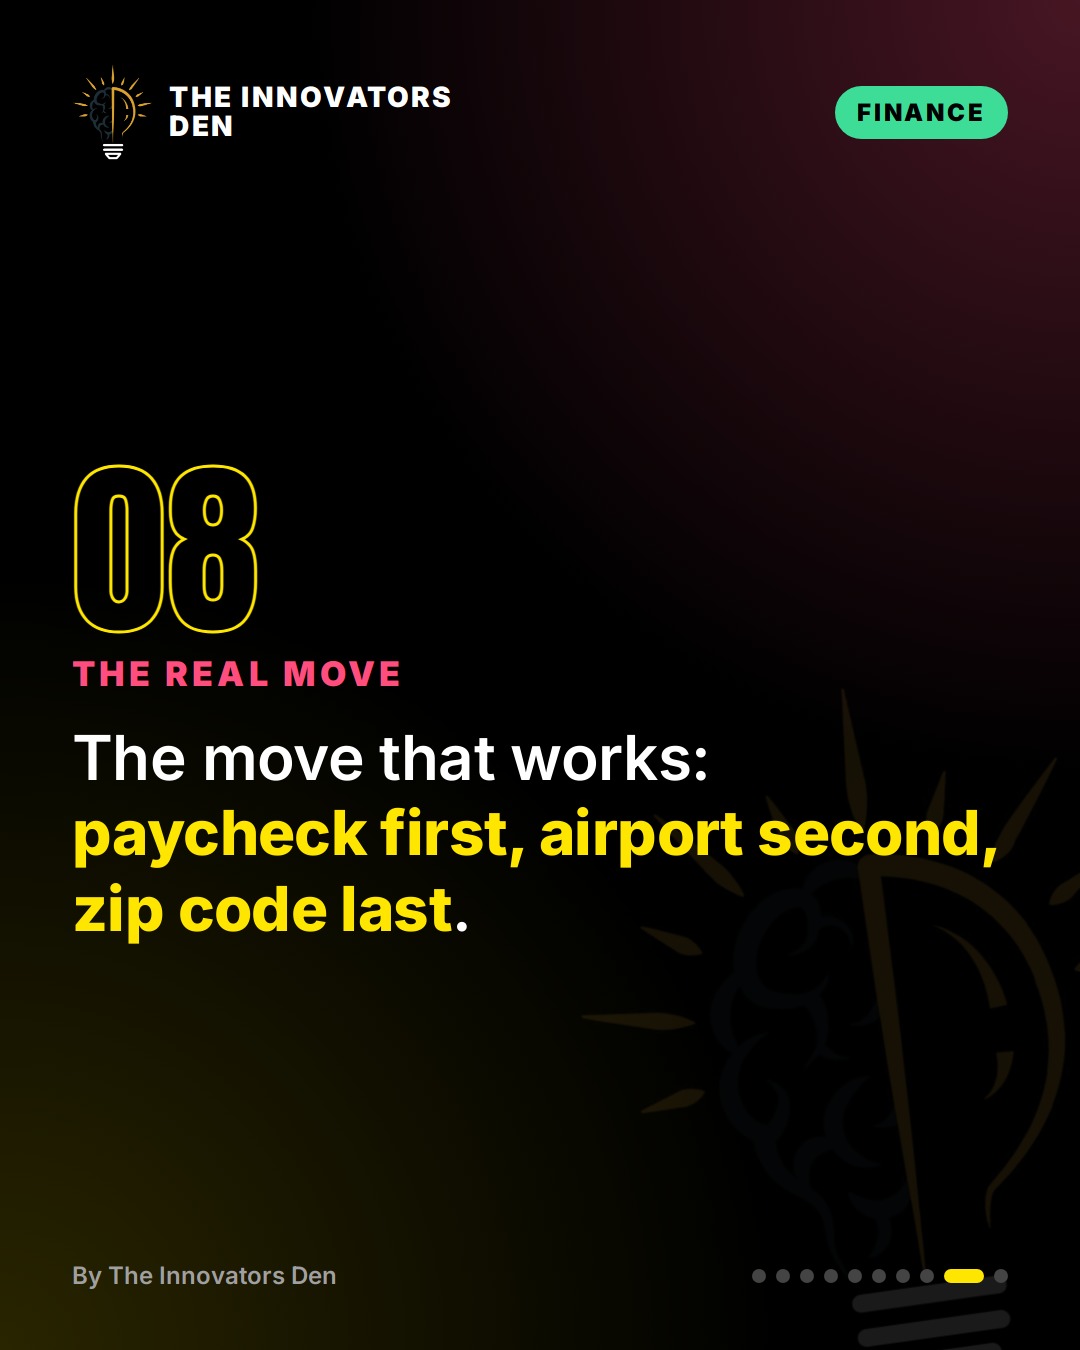 THE INNOVATORS
DEN
FINANCE
08
THE REAL MOVE
The move that works:
paycheck first, airport second,
zip code last.
By The Innovators Den